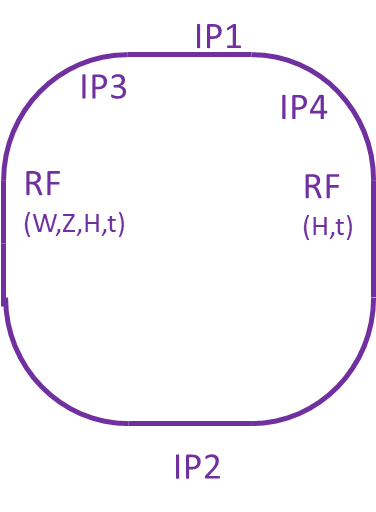 IP1
IP3
IP4
RF
(W,Z,H,t)
RF
(H,t)
IP2